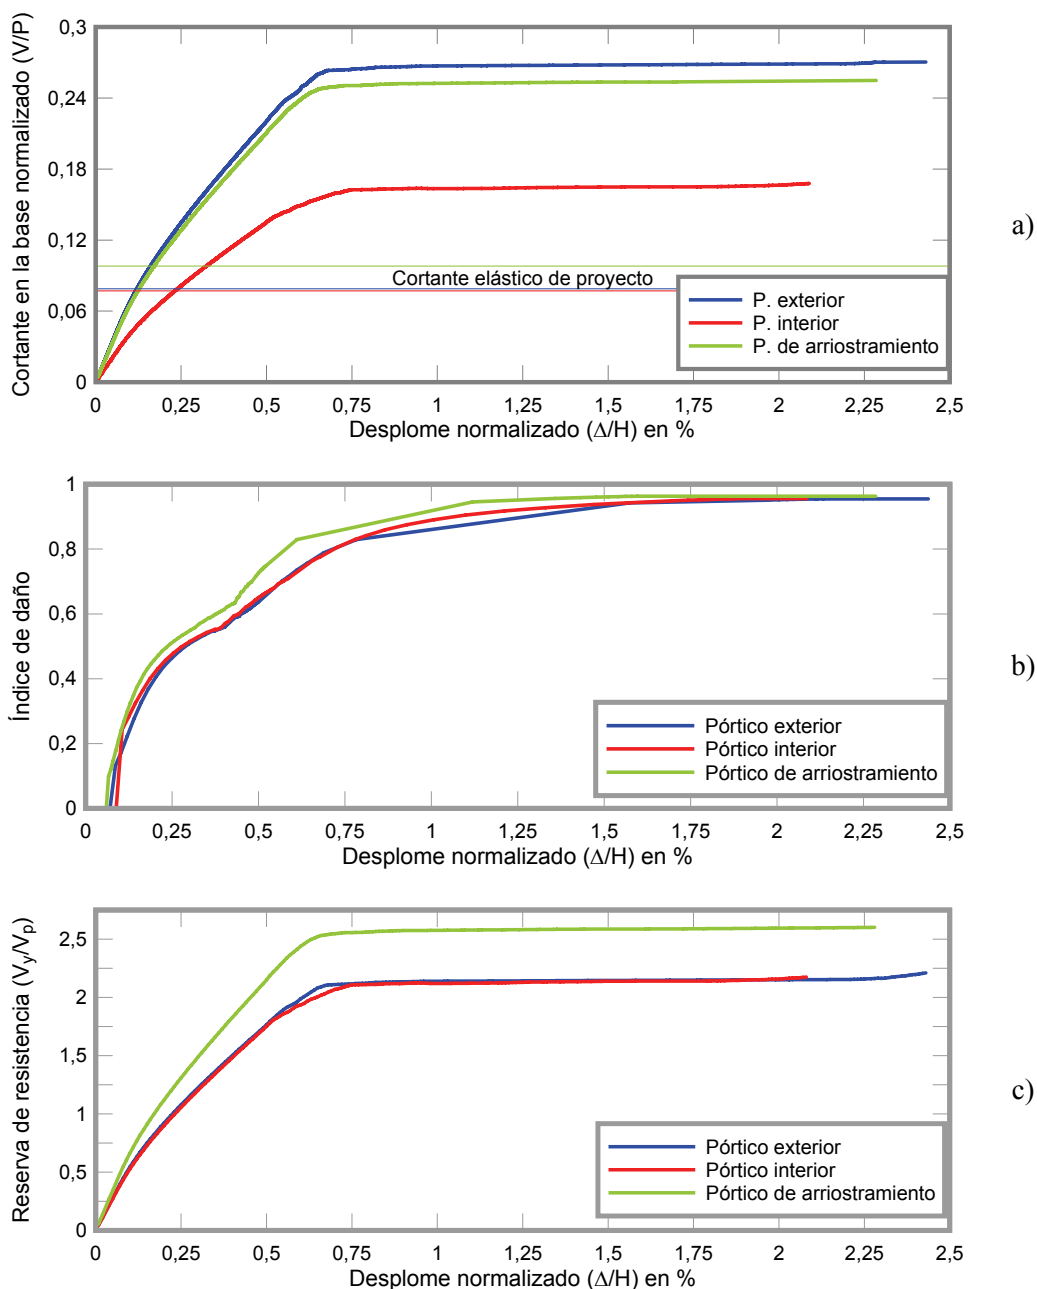 Cortante en la base normalizado (V/P)
0,3
0,24
0,18
0,12
0,06
0
Cortante elástico de proyecto
P. exterior
P. interior
P. de arriostramiento
0 0,25 0,5 0,75 1 1,25 1,5 1,75 2 2,25 2,5
Desplome normalizado (Δ/H) en %
a)
Índice de daño
1
0,8
0,6
0,4
0,2
0
Pórtico exterior
Pórtico interior
Pórtico de arriostramiento
0 0,25 0,5 0,75 1 1,25 1,5 1,75 2 2,25 2,5
Desplome normalizado (Δ/H) en %
b)
Reserva de resistencia (Vy/Vp)
2,5
2
1,5
1
0,5
0
Pórtico exterior
Pórtico interior
Pórtico de arriostramiento
0 0,25 0,5 0,75 1 1,25 1,5 1,75 2 2,25 2,5
Desplome normalizado (Δ/H) en %
c)